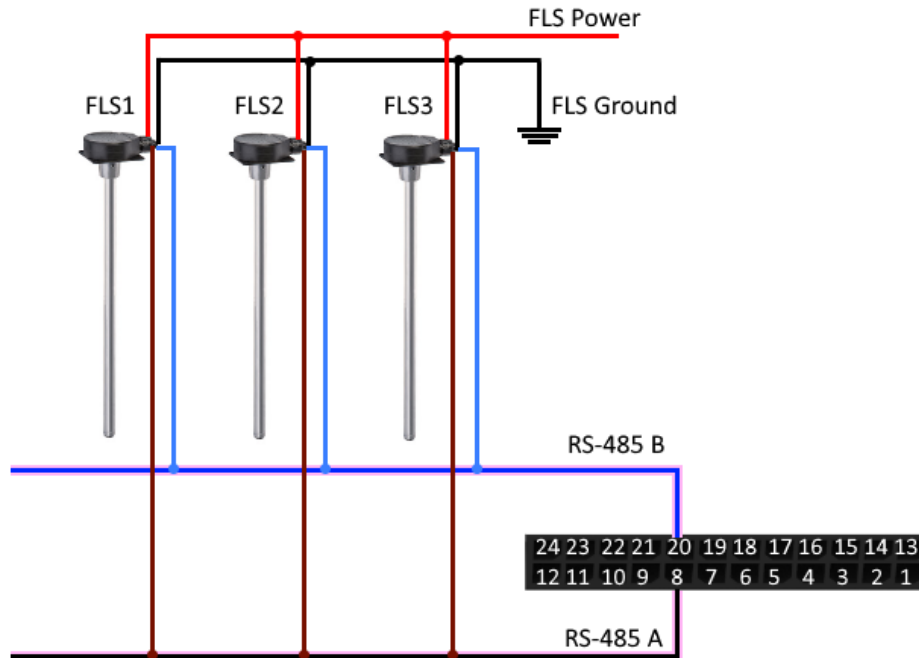 FLS Power
FLS1 FLS2 FLS3 FLS Ground
RS-485 B
24 23 22 21 20 19 18 17 16 15 14 13
12 11 10 9 8 7 6 5 4 3 2 1
RS-485 A